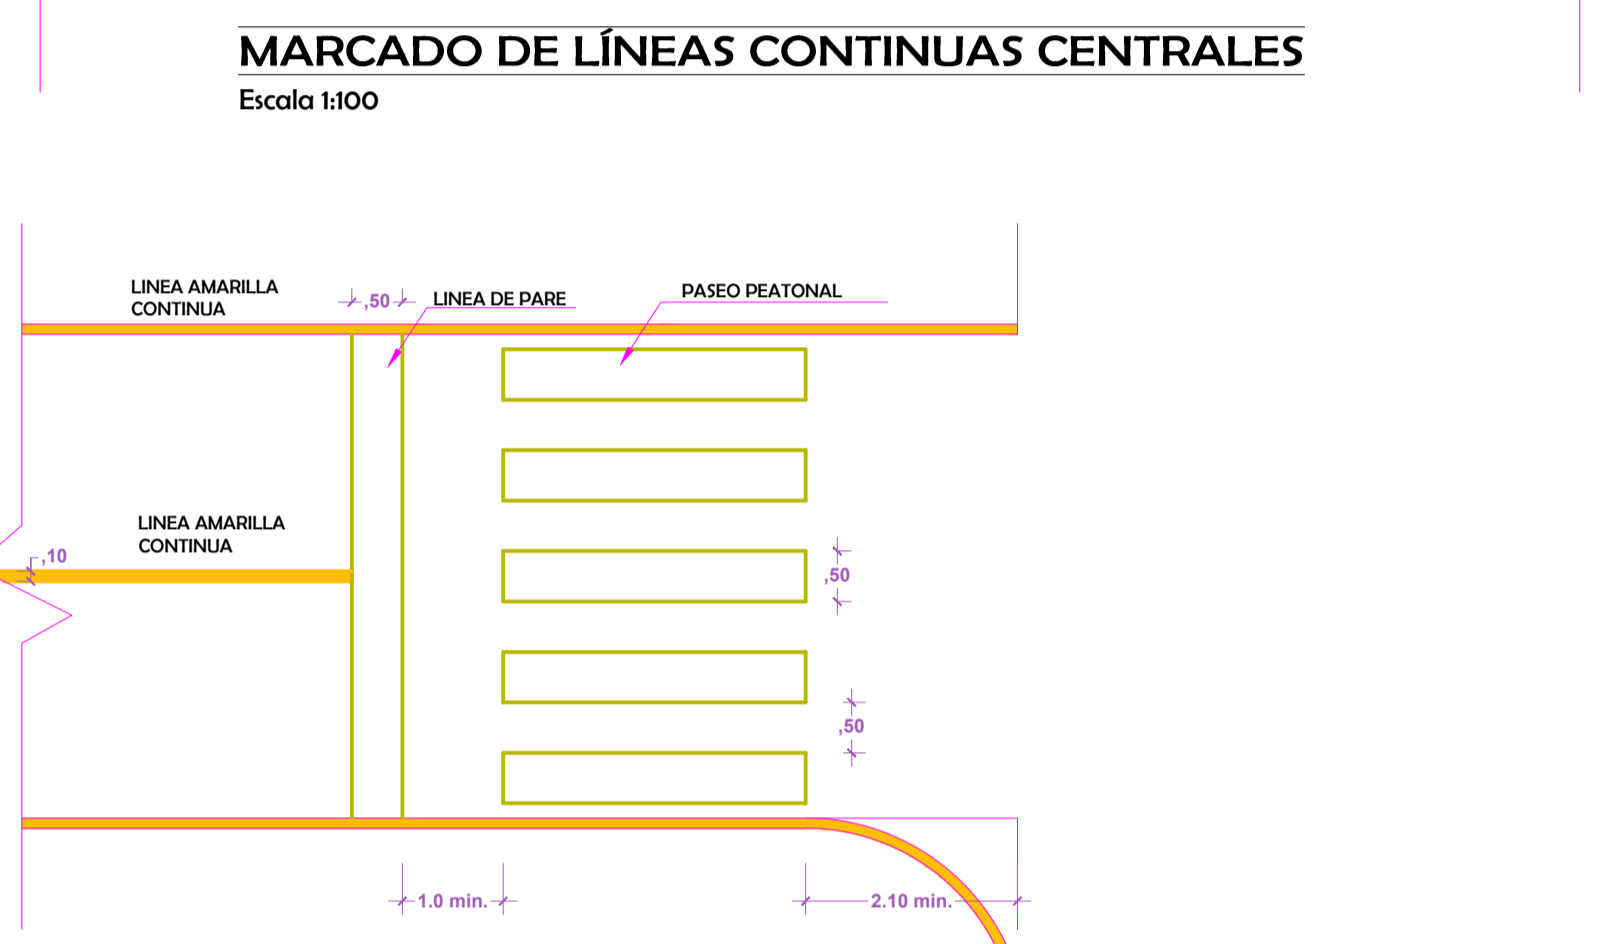 MARCADO DE LÍNEAS CONTINUAS CENTRALES
Escala 1:100
LINEA AMARILLA
CONTINUA
,50
LINEA DE PARE
PASEO PEATONAL
LINEA AMARILLA
CONTINUA
,10
,50
,50
1.0 min.
2.10 min.